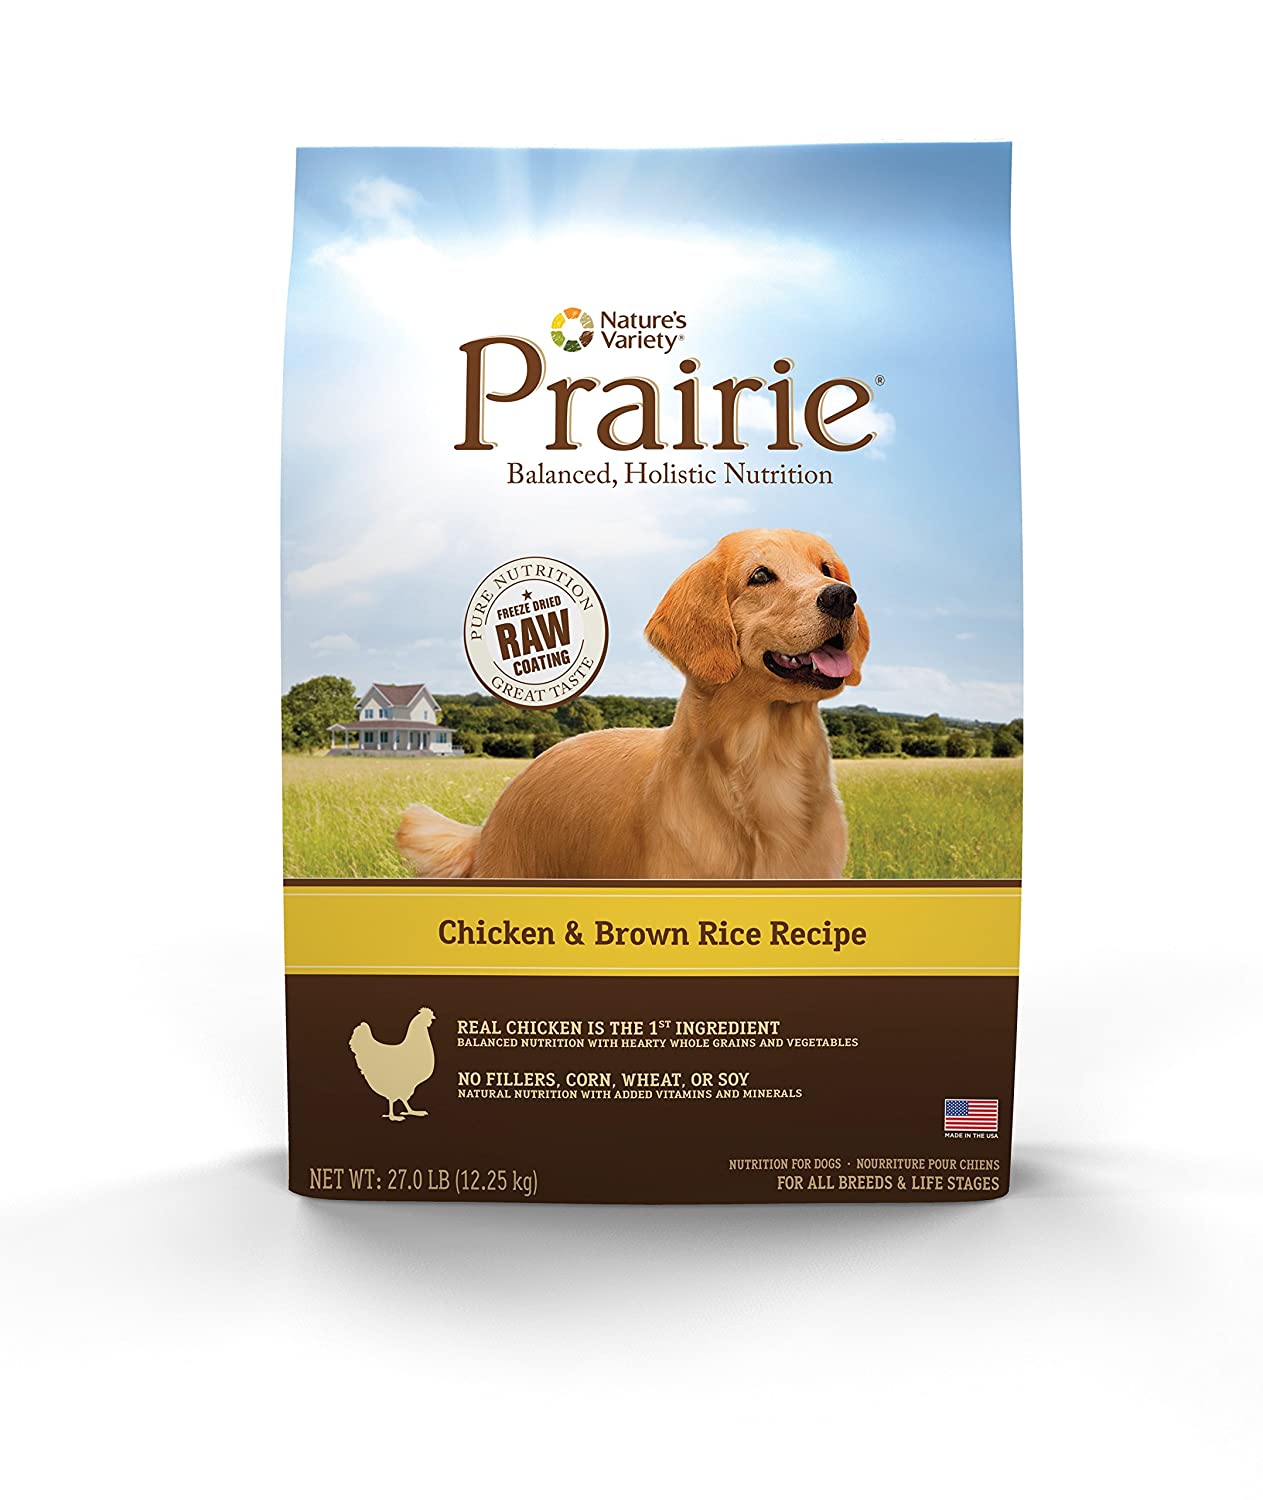 Nature's
Variety®
Prairie®
Balanced, Holistic Nutrition
PURE NUTRITION
★
FREEZE DRIED
RAW
COATING
GREAT TASTE
Chicken & Brown Rice Recipe
REAL CHICKEN IS THE 1ST INGREDIENT
BALANCED NUTRITION WITH HEARTY WHOLE GRAINS AND VEGETABLES
NO FILLERS, CORN, WHEAT, OR SOY
NATURAL NUTRITION WITH ADDED VITAMINS AND MINERALS
MADE IN THE USA
NUTRITION FOR DOGS · NOURRITURE POUR CHIENS
FOR ALL BREEDS & LIFE STAGES
NET WT: 27.0 LB (12.25 kg)